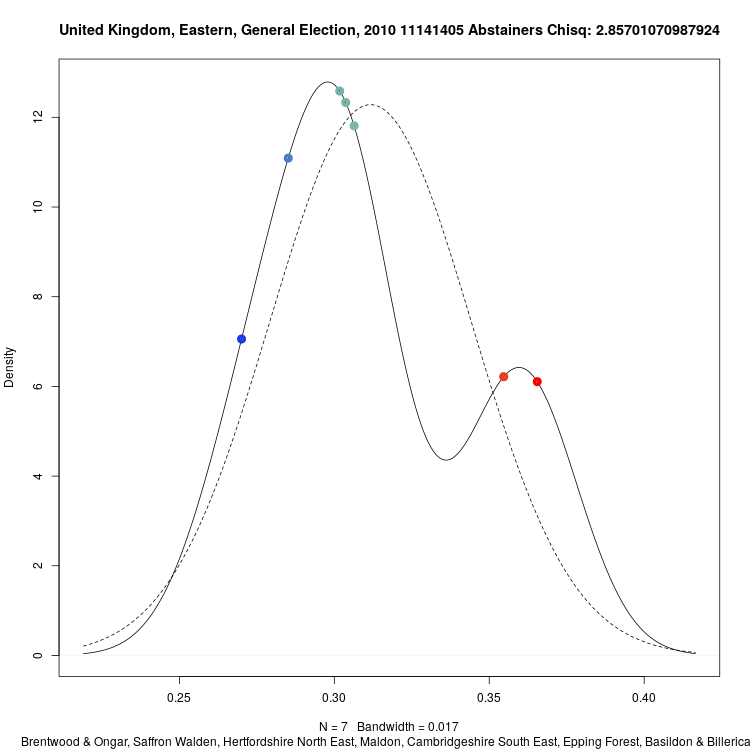 United Kingdom, Eastern, General Election, 2010 11141405 Abstainers Chisq: 2.85701070987924
Density
12
10
8
6
4
2
0
0.25 0.30 0.35 0.40
N = 7 Bandwidth = 0.017
Brentwood & Ongar, Saffron Walden, Hertfordshire North East, Maldon, Cambridgeshire South East, Epping Forest, Basildon & Billerica